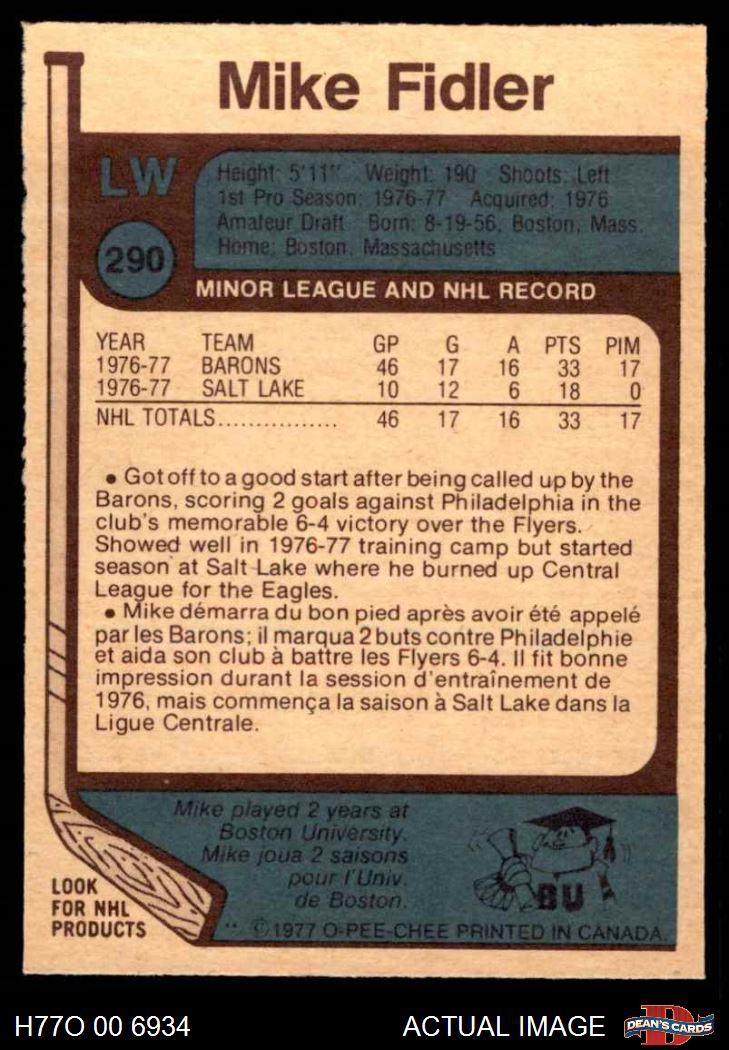 Mike Fidler
LW
Height: 5'11" Weight: 190 Shoots: Left
1st Pro Season: 1976-77 Acquired: 1976
Amateur Draft Born: 8-19-56, Boston, Mass.
Home: Boston, Massachusetts
290
MINOR LEAGUE AND NHL RECORD
YEAR TEAM GP G A PTS PIM
1976-77 BARONS 46 17 16 33 17
1976-77 SALT LAKE 10 12 6 18 0
NHL TOTALS................ 46 17 16 33 17
• Got off to a good start after being called up by the
Barons, scoring 2 goals against Philadelphia in the
club's memorable 6-4 victory over the Flyers.
Showed well in 1976-77 training camp but started
season at Salt Lake where he burned up Central
League for the Eagles.
• Mike démarra du bon pied après avoir été appelé
par les Barons; il marqua 2 buts contre Philadelphie
et aida son club à battre les Flyers 6-4. Il fit bonne
impression durant la session d'entraînement de
1976, mais commença la saison à Salt Lake dans la
Ligue Centrale.
Mike played 2 years at
Boston University.
Mike joua 2 saisons
pour l'Univ.
de Boston.
BU
LOOK
FOR NHL
PRODUCTS
** ©1977 O-PEE-CHEE PRINTED IN CANADA.
H77O 00 6934
ACTUAL IMAGE
D
DEAN'S CARDS